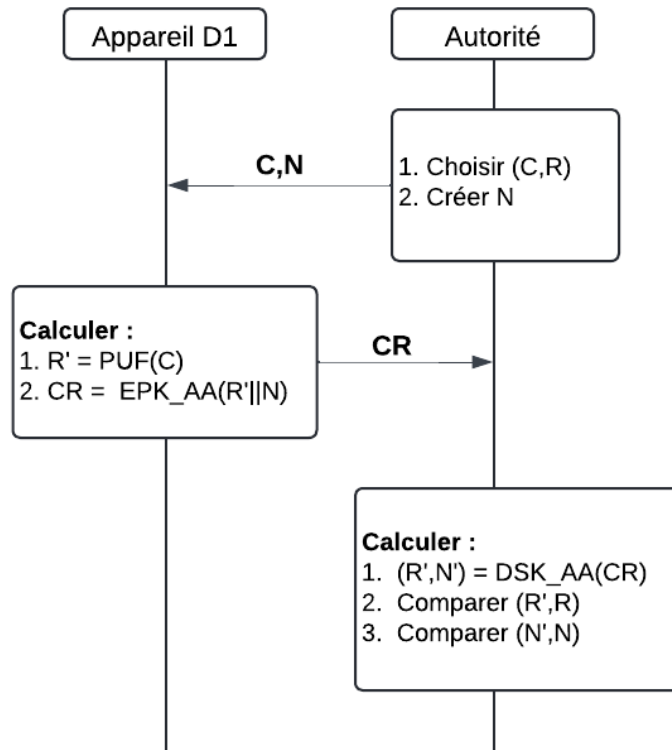 Appareil D1
Autorité
1. Choisir (C,R)
2. Créer N
C,N
Calculer :
1. R' = PUF(C)
2. CR = EPK_AA(R'||N)
CR
Calculer :
1. (R',N') = DSK_AA(CR)
2. Comparer (R',R)
3. Comparer (N',N)